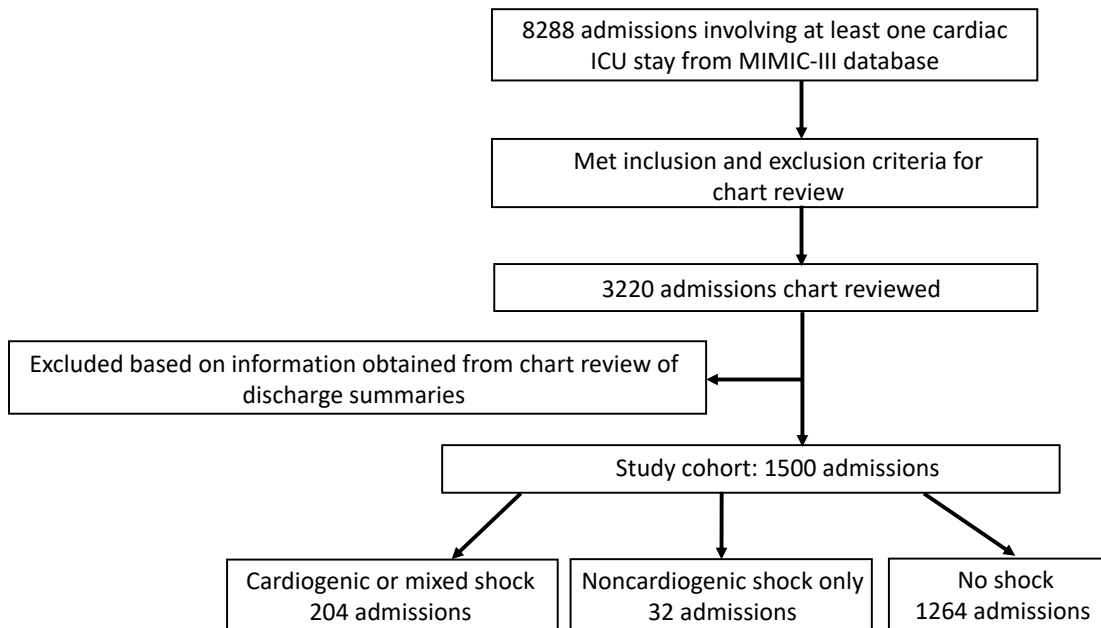 8288 admissions involving at least one cardiac
ICU stay from MIMIC-III database
Met inclusion and exclusion criteria for
chart review
3220 admissions chart reviewed
Excluded based on information obtained from chart review of
discharge summaries
Study cohort: 1500 admissions
Cardiogenic or mixed shock
204 admissions
Noncardiogenic shock only
32 admissions
No shock
1264 admissions